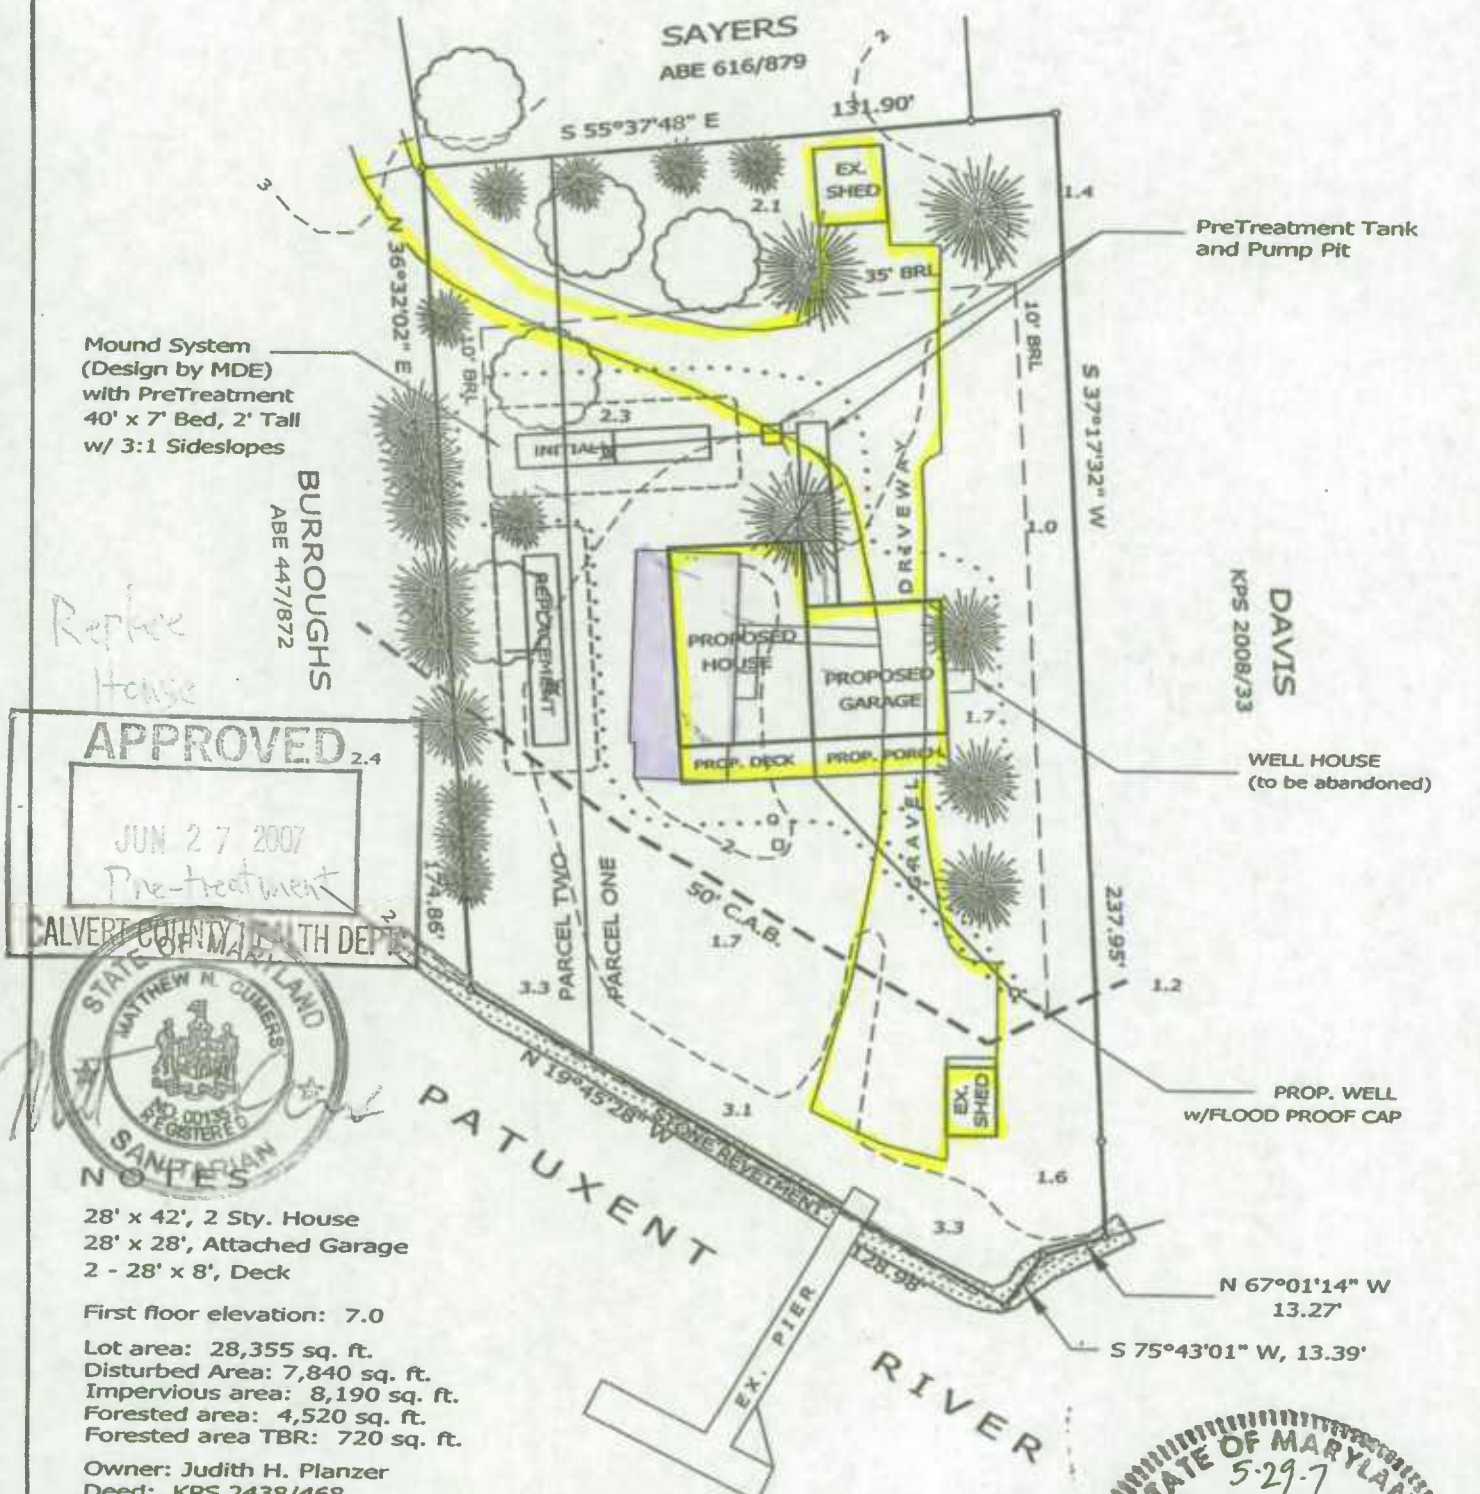 SAYERS
ABE 616/879
131.90'
S 55°37'48" E
2
3
EX.
SHED
2.1
1.4
PreTreatment Tank
and Pump Pit
N 36°32'02" E
35' BRL
10' BRL
10' BRL
S 37°17'32" W
Mound System
(Design by MDE)
with PreTreatment
40' x 7' Bed, 2' Tall
w/ 3:1 Sideslopes
2.3
INITIAL
DRIVEWAY
1.0
BURROUGHS
ABE 447/872
DAVIS
KPS 2008/33
Replace
House
REPLACEMENT
PROPOSED
HOUSE
PROPOSED
GARAGE
1.7
PROP. DECK
PROP. PORCH
WELL HOUSE
(to be abandoned)
APPROVED
2.4
JUN 27 2007
Pre-treatment
CALVERT COUNTY HEALTH DEPT.
2
174.86'
2
GRAVEL
50' C.A.B.
1.7
237.95'
PARCEL TWO
PARCEL ONE
3.3
1.2
STATE OF MARYLAND
MATTHEW N. CUMERS
REGISTERED
SANITARIAN
N 19°45'28" W
STONE REVETMENT
3.1
EX.
SHED
PROP. WELL
w/FLOOD PROOF CAP
1.6
3.3
128.98'
PATUXENT
RIVER
EX. PIER
N 67°01'14" W
13.27'
S 75°43'01" W, 13.39'
NOTES
28' x 42', 2 Sty. House
28' x 28', Attached Garage
2 - 28' x 8', Deck
First floor elevation: 7.0
Lot area: 28,355 sq. ft.
Disturbed Area: 7,840 sq. ft.
Impervious area: 8,190 sq. ft.
Forested area: 4,520 sq. ft.
Forested area TBR: 720 sq. ft.
Owner: Judith H. Planzer
Deed: KPS 2438/468
STATE OF MARYLAND
5-29-7